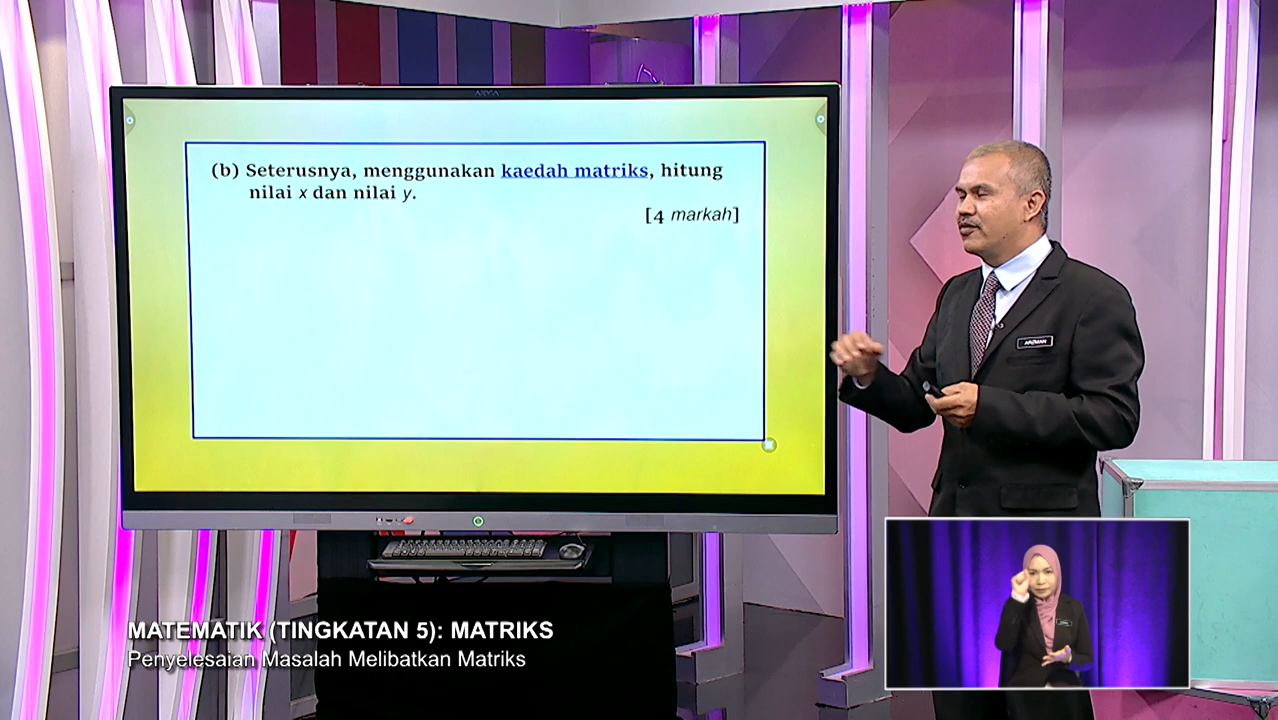 (b) Seterusnya, menggunakan kaedah matriks, hitung
nilai x dan nilai y.
[4 markah]
MATEMATIK (TINGKATAN 5): MATRIKS
Penyelesaian Masalah Melibatkan Matriks